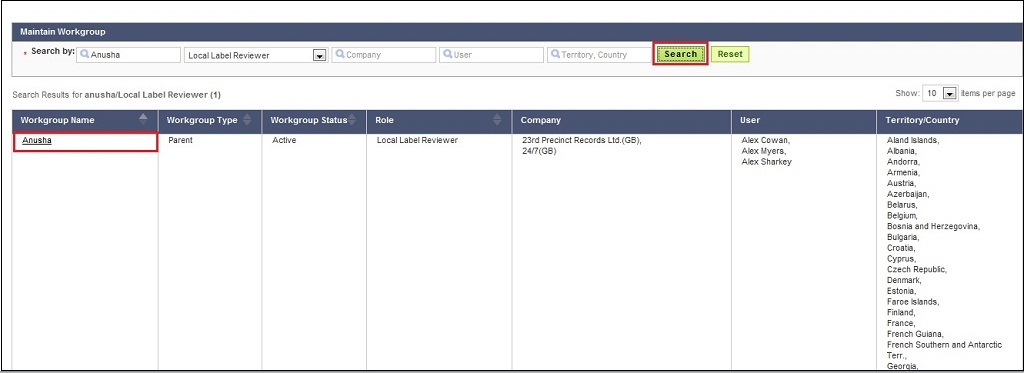 Maintain Workgroup
* Search by: Anusha Local Label Reviewer Company User Territory, Country Search Reset
Search Results for anusha/Local Label Reviewer (1) Show: 10 items per page
Workgroup Name Workgroup Type Workgroup Status Role Company User Territory/Country
Anusha Parent Active Local Label Reviewer 23rd Precinct Records Ltd.(GB), Alex Cowan, Aland Islands,
24/7(GB) Alex Myers, Albania,
Alex Sharkey Andorra,
Armenia,
Austria,
Azerbaijan,
Belarus,
Belgium,
Bosnia and Herzegovina,
Bulgaria,
Croatia,
Cyprus,
Czech Republic,
Denmark,
Estonia,
Faroe Islands,
Finland,
France,
French Guiana,
French Southern and Antarctic
Terr.,
Georgia,